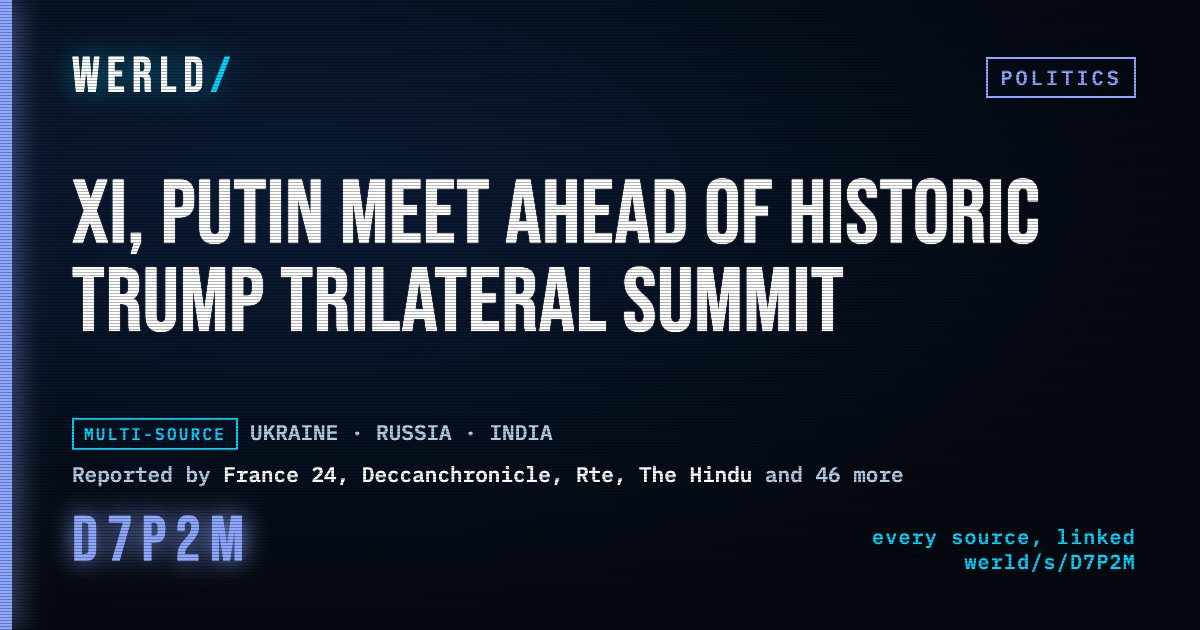 WERLD/
POLITICS
XI, PUTIN MEET AHEAD OF HISTORIC
TRUMP TRILATERAL SUMMIT
MULTI-SOURCE UKRAINE · RUSSIA · INDIA
Reported by France 24, Deccanchronicle, Rte, The Hindu and 46 more
D7P2M
every source, linked
werld/s/D7P2M